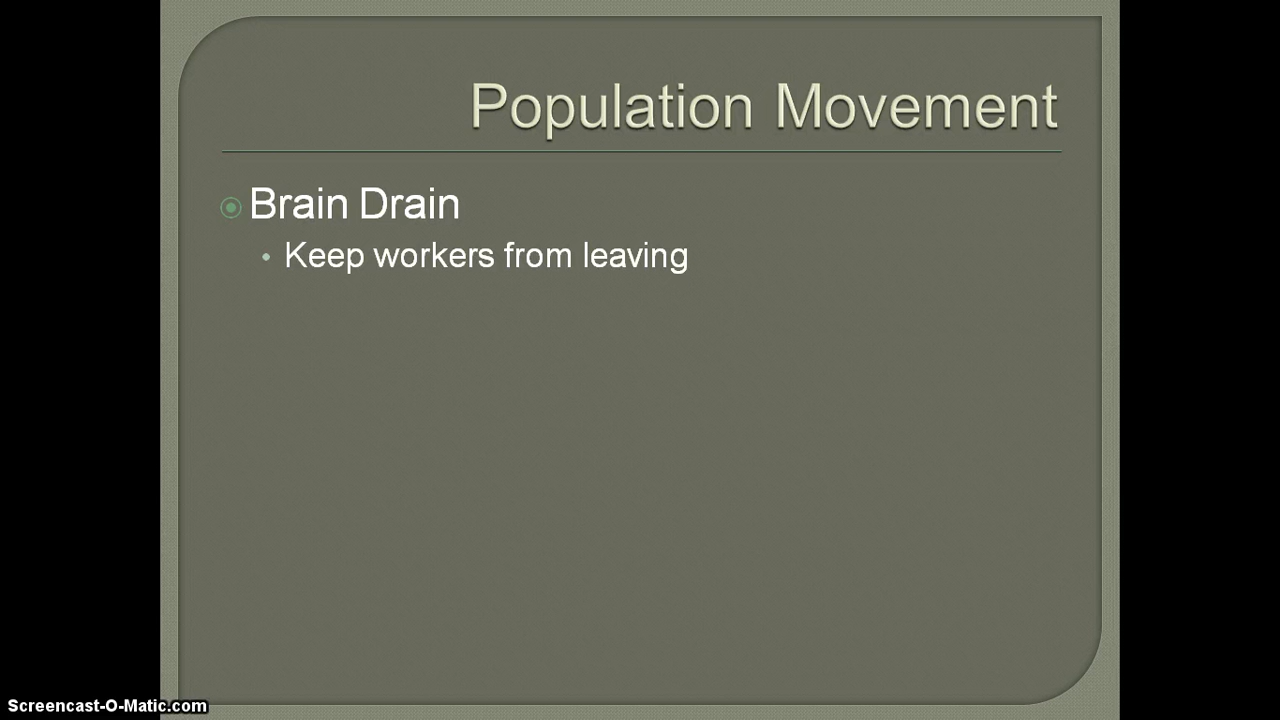 Population Movement
Brain Drain
Keep workers from leaving
Screencast-O-Matic.com